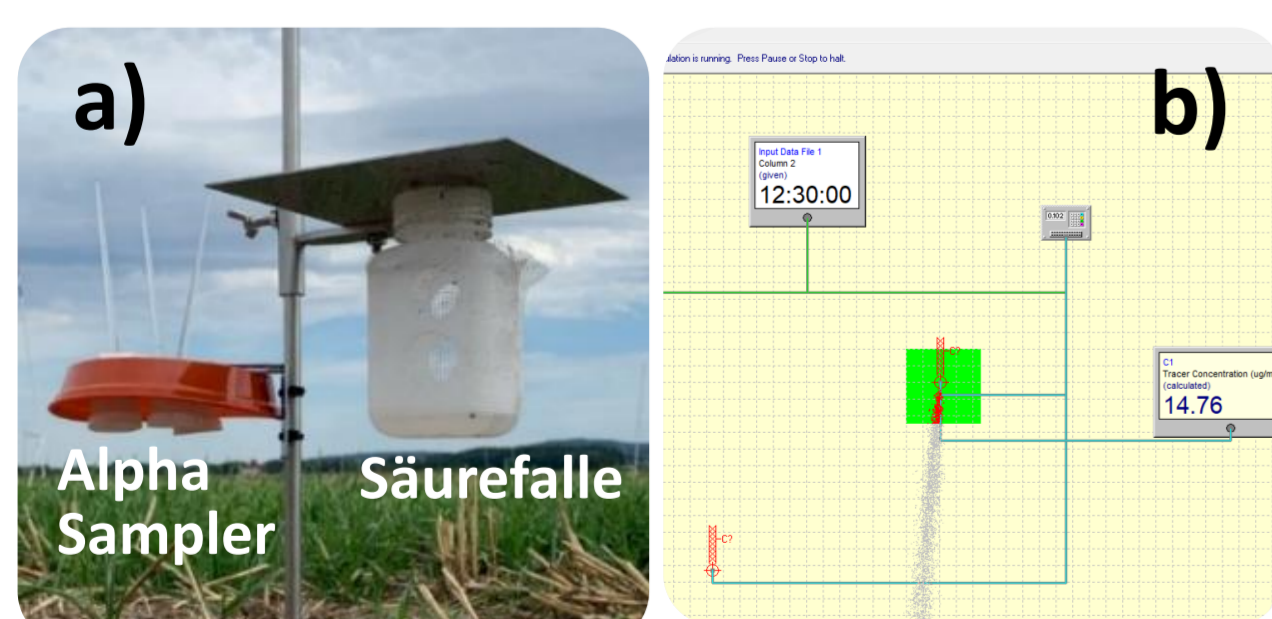 a)
Alpha
Sampler
Säurefalle
b)
ulation is running. Press Pause or Stop to halt.
Input Data File 1
Column 2
(given)
12:30:00
0.102
C?
C1
Tracer Concentration (ug/m
(calculated)
14.76
C?